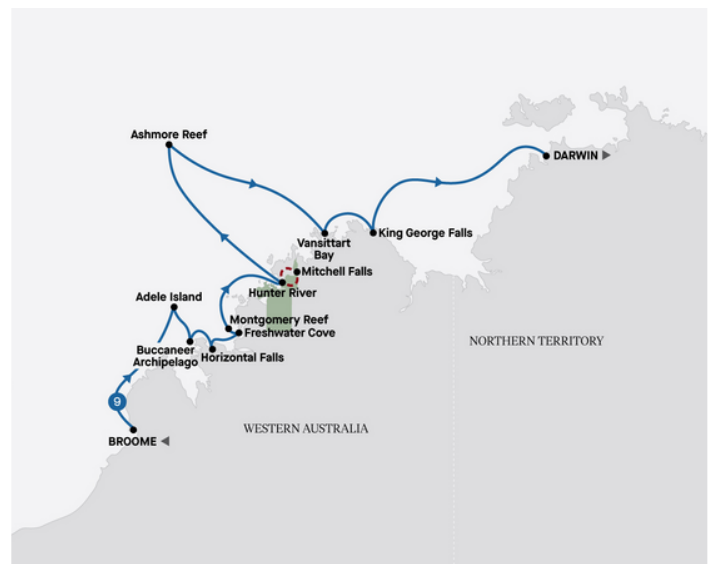 Ashmore Reef
DARWIN
King George Falls
Vansittart
Bay
Mitchell Falls
Hunter River
Adele Island
Montgomery Reef
Freshwater Cove
Buccaneer
Archipelago
Horizontal Falls
NORTHERN TERRITORY
9
WESTERN AUSTRALIA
BROOME